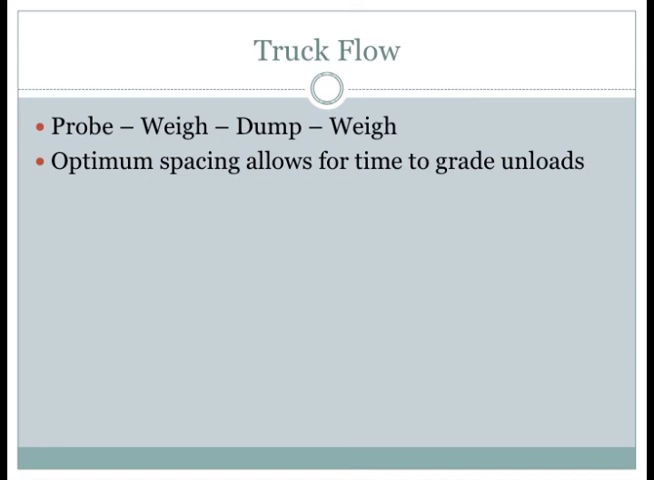 Truck Flow
• Probe – Weigh – Dump – Weigh
• Optimum spacing allows for time to grade unloads